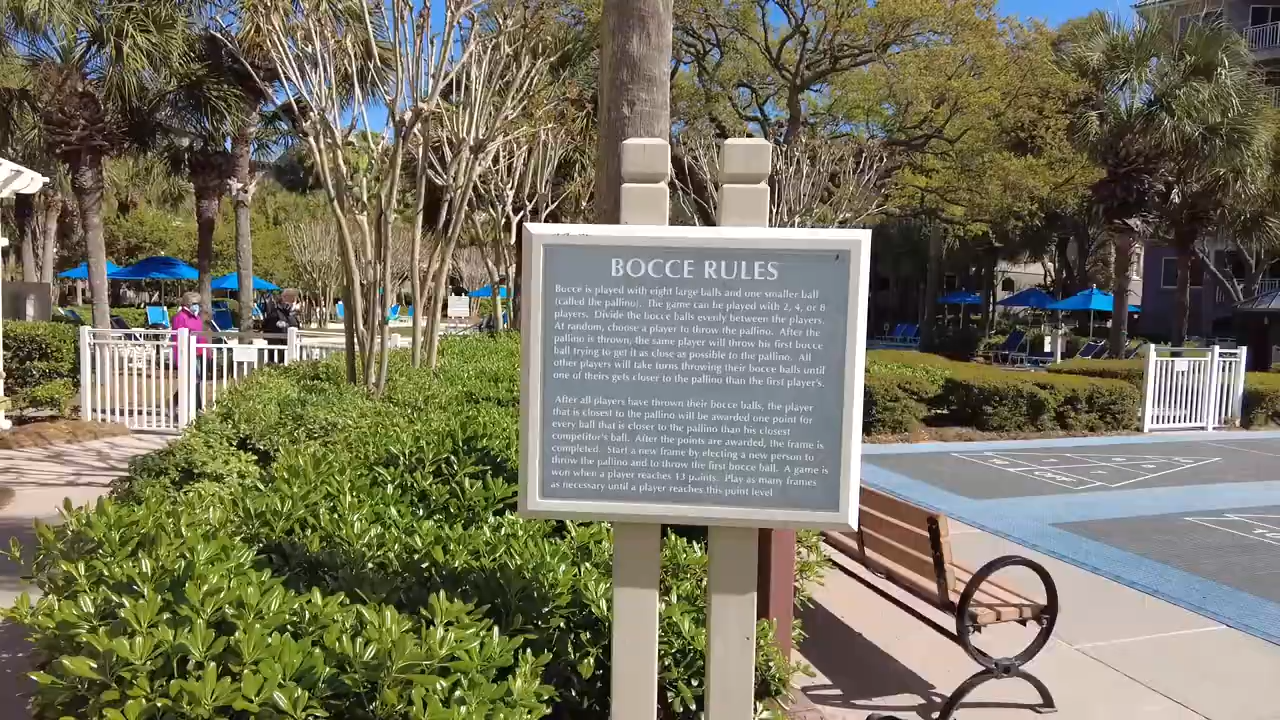 BOCCE RULES
Bocce is played with eight large balls and one smaller ball
(called the pallino). The game can be played with 2, 4, or 8
players. Divide the bocce balls evenly between the players.
At random, choose a player to throw the pallino. After the
pallino is thrown, the same player will throw his first bocce
ball trying to get it as close as possible to the pallino. All
other players will take turns throwing their bocce balls until
one of theirs gets closer to the pallino than the first player's.
After all players have thrown their bocce balls, the player
that is closest to the pallino will be awarded one point for
every ball that is closer to the pallino than his closest
competitor's ball. After the points are awarded, the frame is
completed. Start a new frame by electing a new person to
throw the pallino and to throw the first bocce ball. A game is
won when a player reaches 13 points. Play as many frames
as necessary until a player reaches this point level